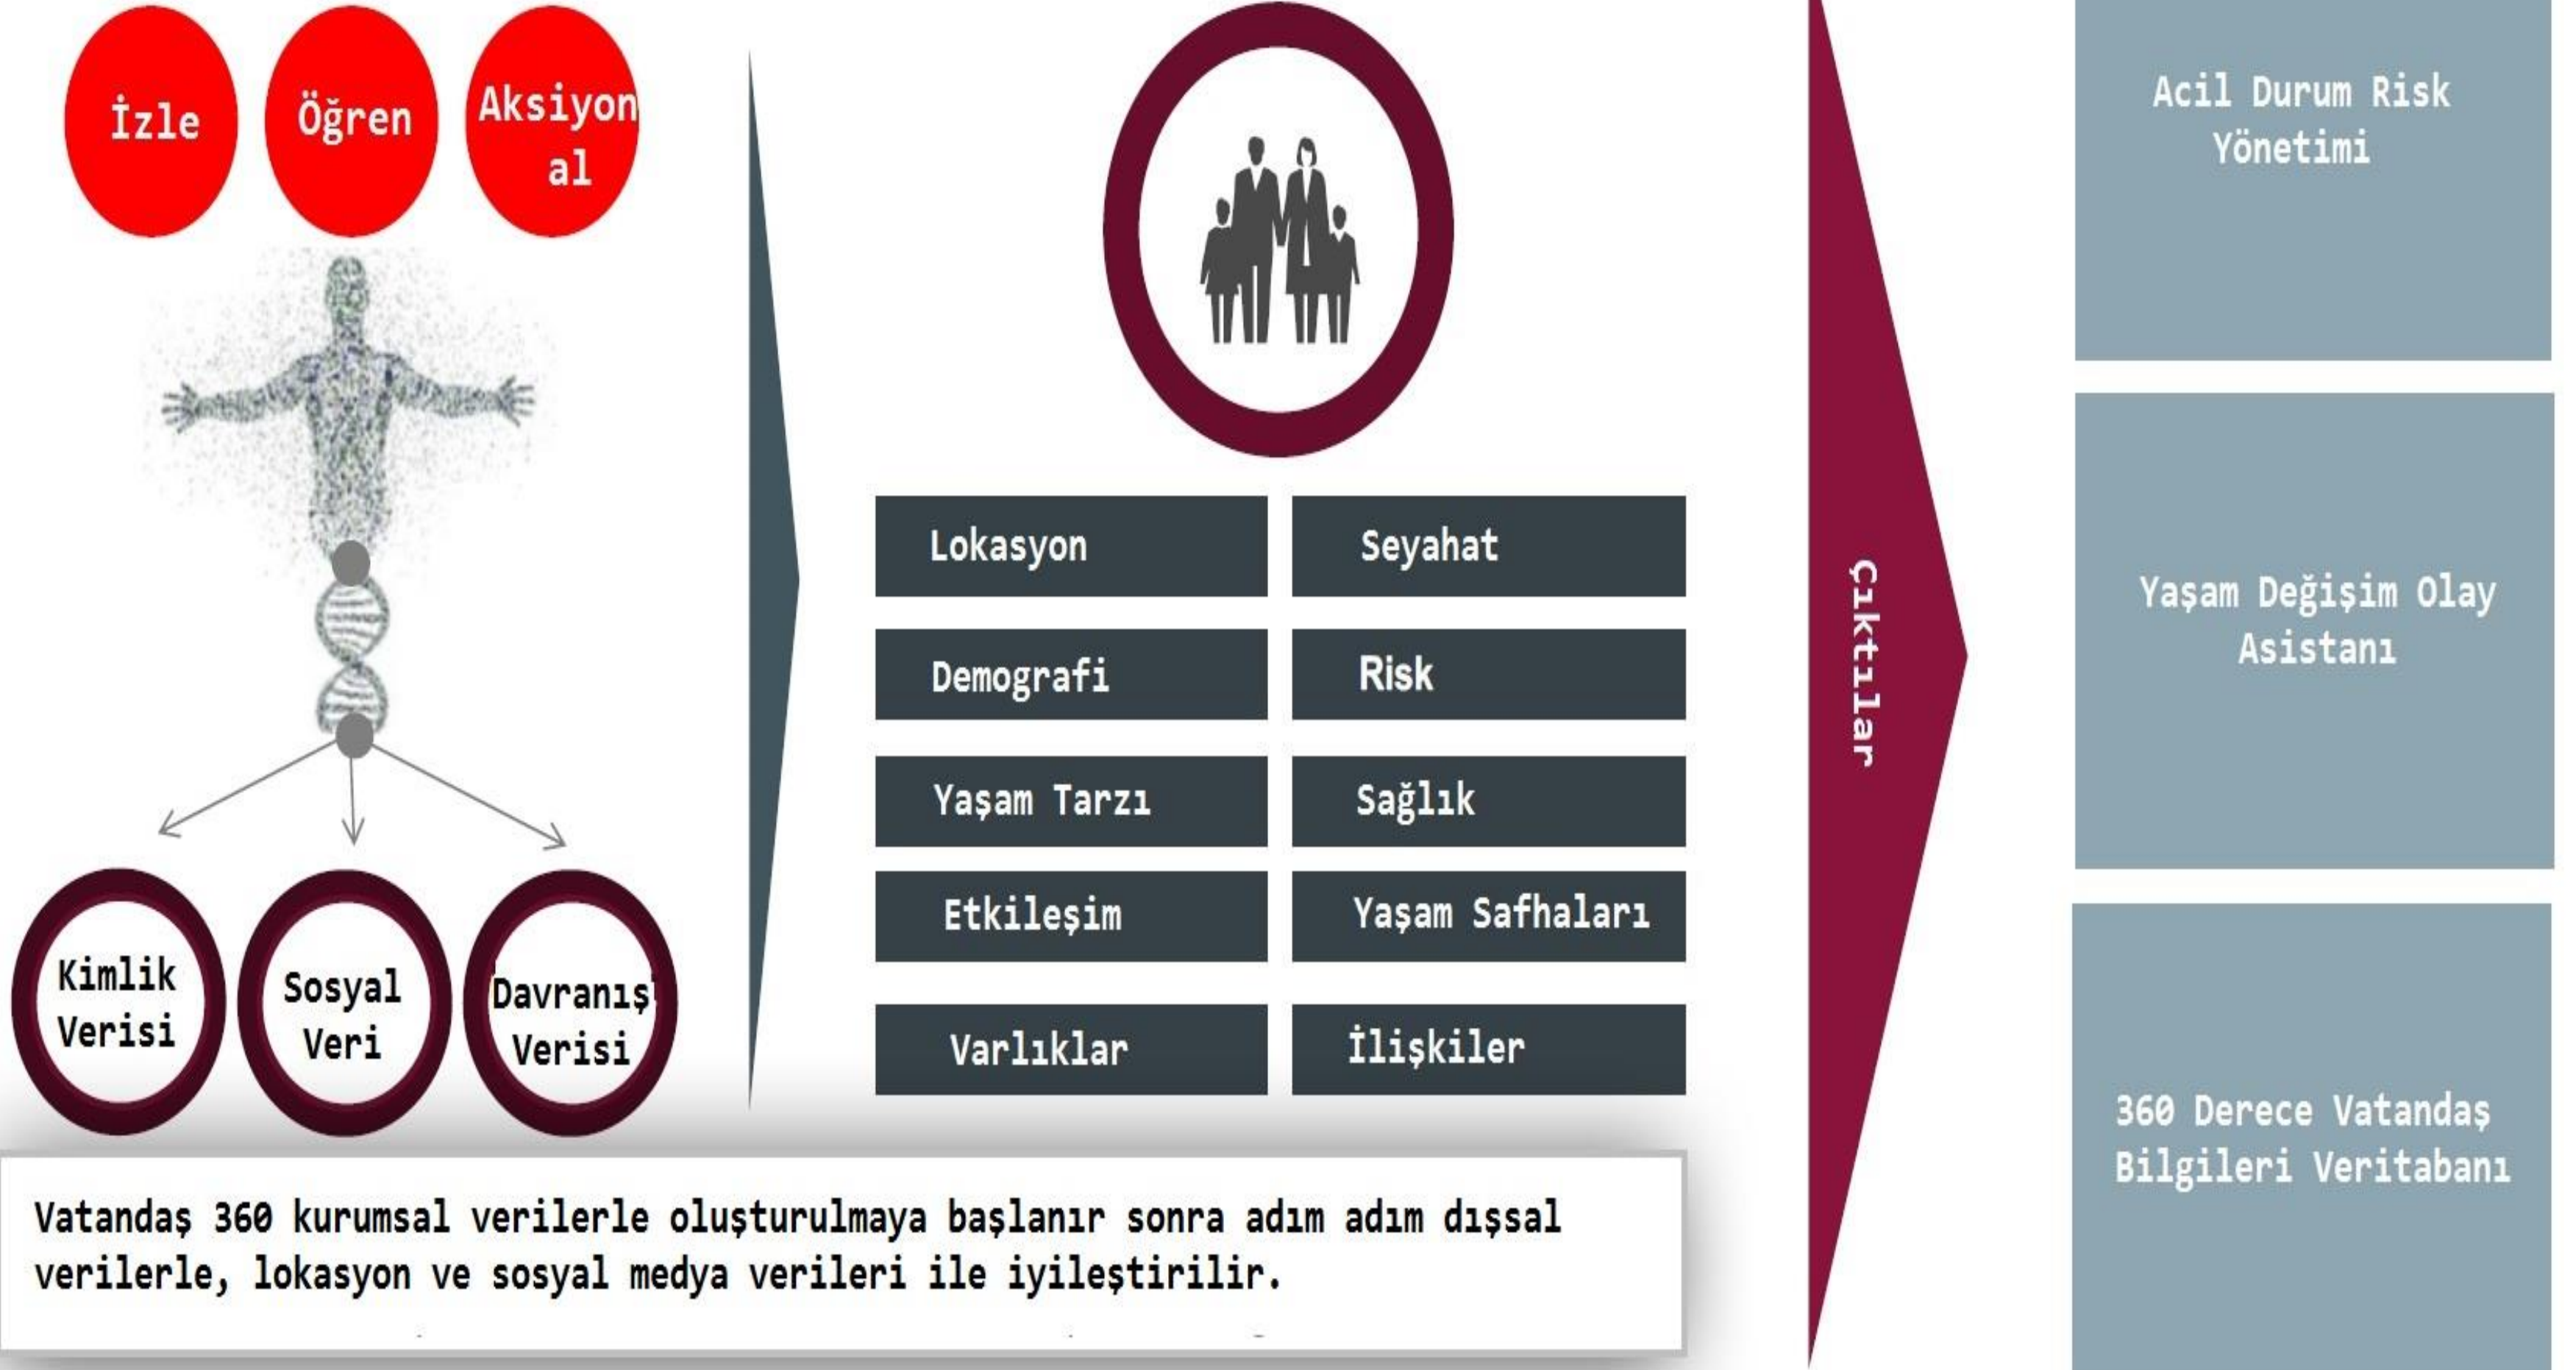 İzle
Öğren
Aksiyon
al
Kimlik
Verisi
Sosyal
Veri
Davranış
Verisi
Lokasyon
Seyahat
Demografi
Risk
Yaşam Tarzı
Sağlık
Etkileşim
Yaşam Safhaları
Varlıklar
İlişkiler
Vatandaş 360 kurumsal verilerle oluşturulmaya başlanır sonra adım adım dışsal
verilerle, lokasyon ve sosyal medya verileri ile iyileştirilir.
Çıktılar
Acil Durum Risk
Yönetimi
Yaşam Değişim Olay
Asistanı
360 Derece Vatandaş
Bilgileri Veritabanı